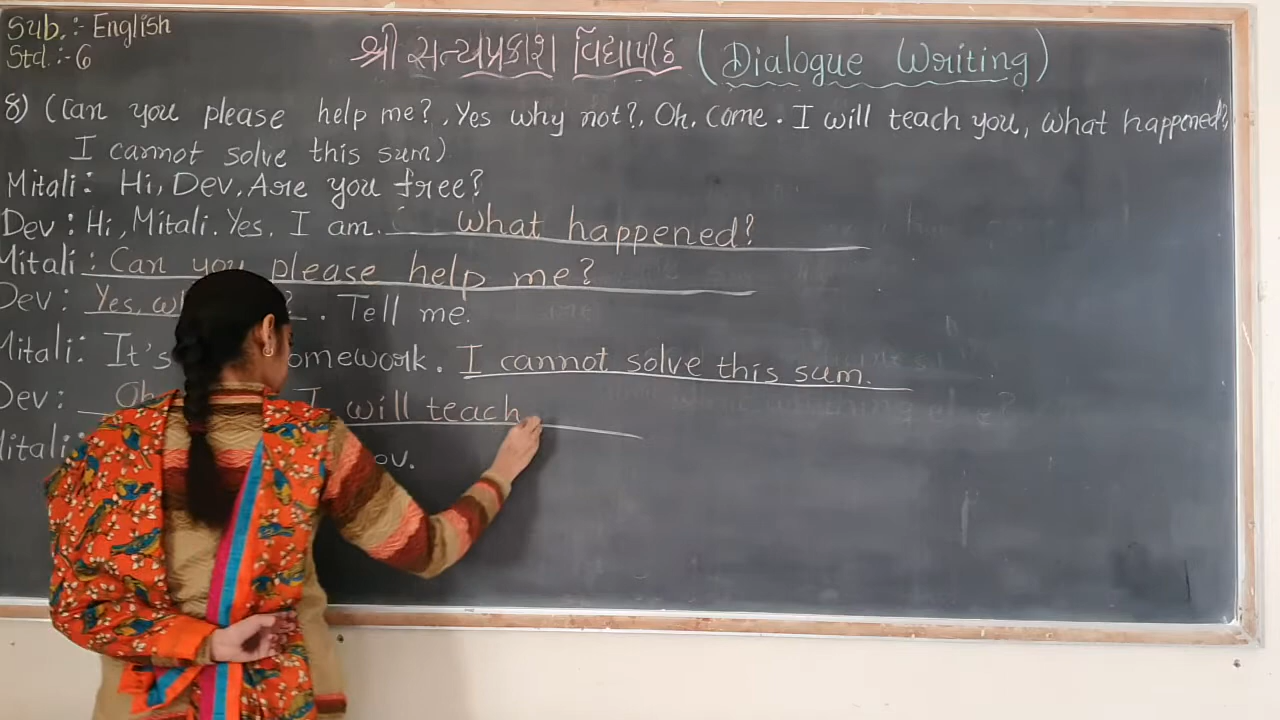 Sub.:- English
Std.:- 6
શ્રી સત્યપ્રકાશ વિદ્યાપીઠ (Dialogue Writing)
8) (Can you please help me?, Yes why not?, Oh, Come. I will teach you, What happened?,
I cannot solve this sum)
Mitali: Hi, Dev, Are you free?
Dev: Hi, Mitali. Yes, I am. What happened?
Mitali: Can you please help me?
Dev: Yes, ? . Tell me.
Mitali: It's omework. I cannot solve this sum.
Dev: Oh I will teach
Mitali: